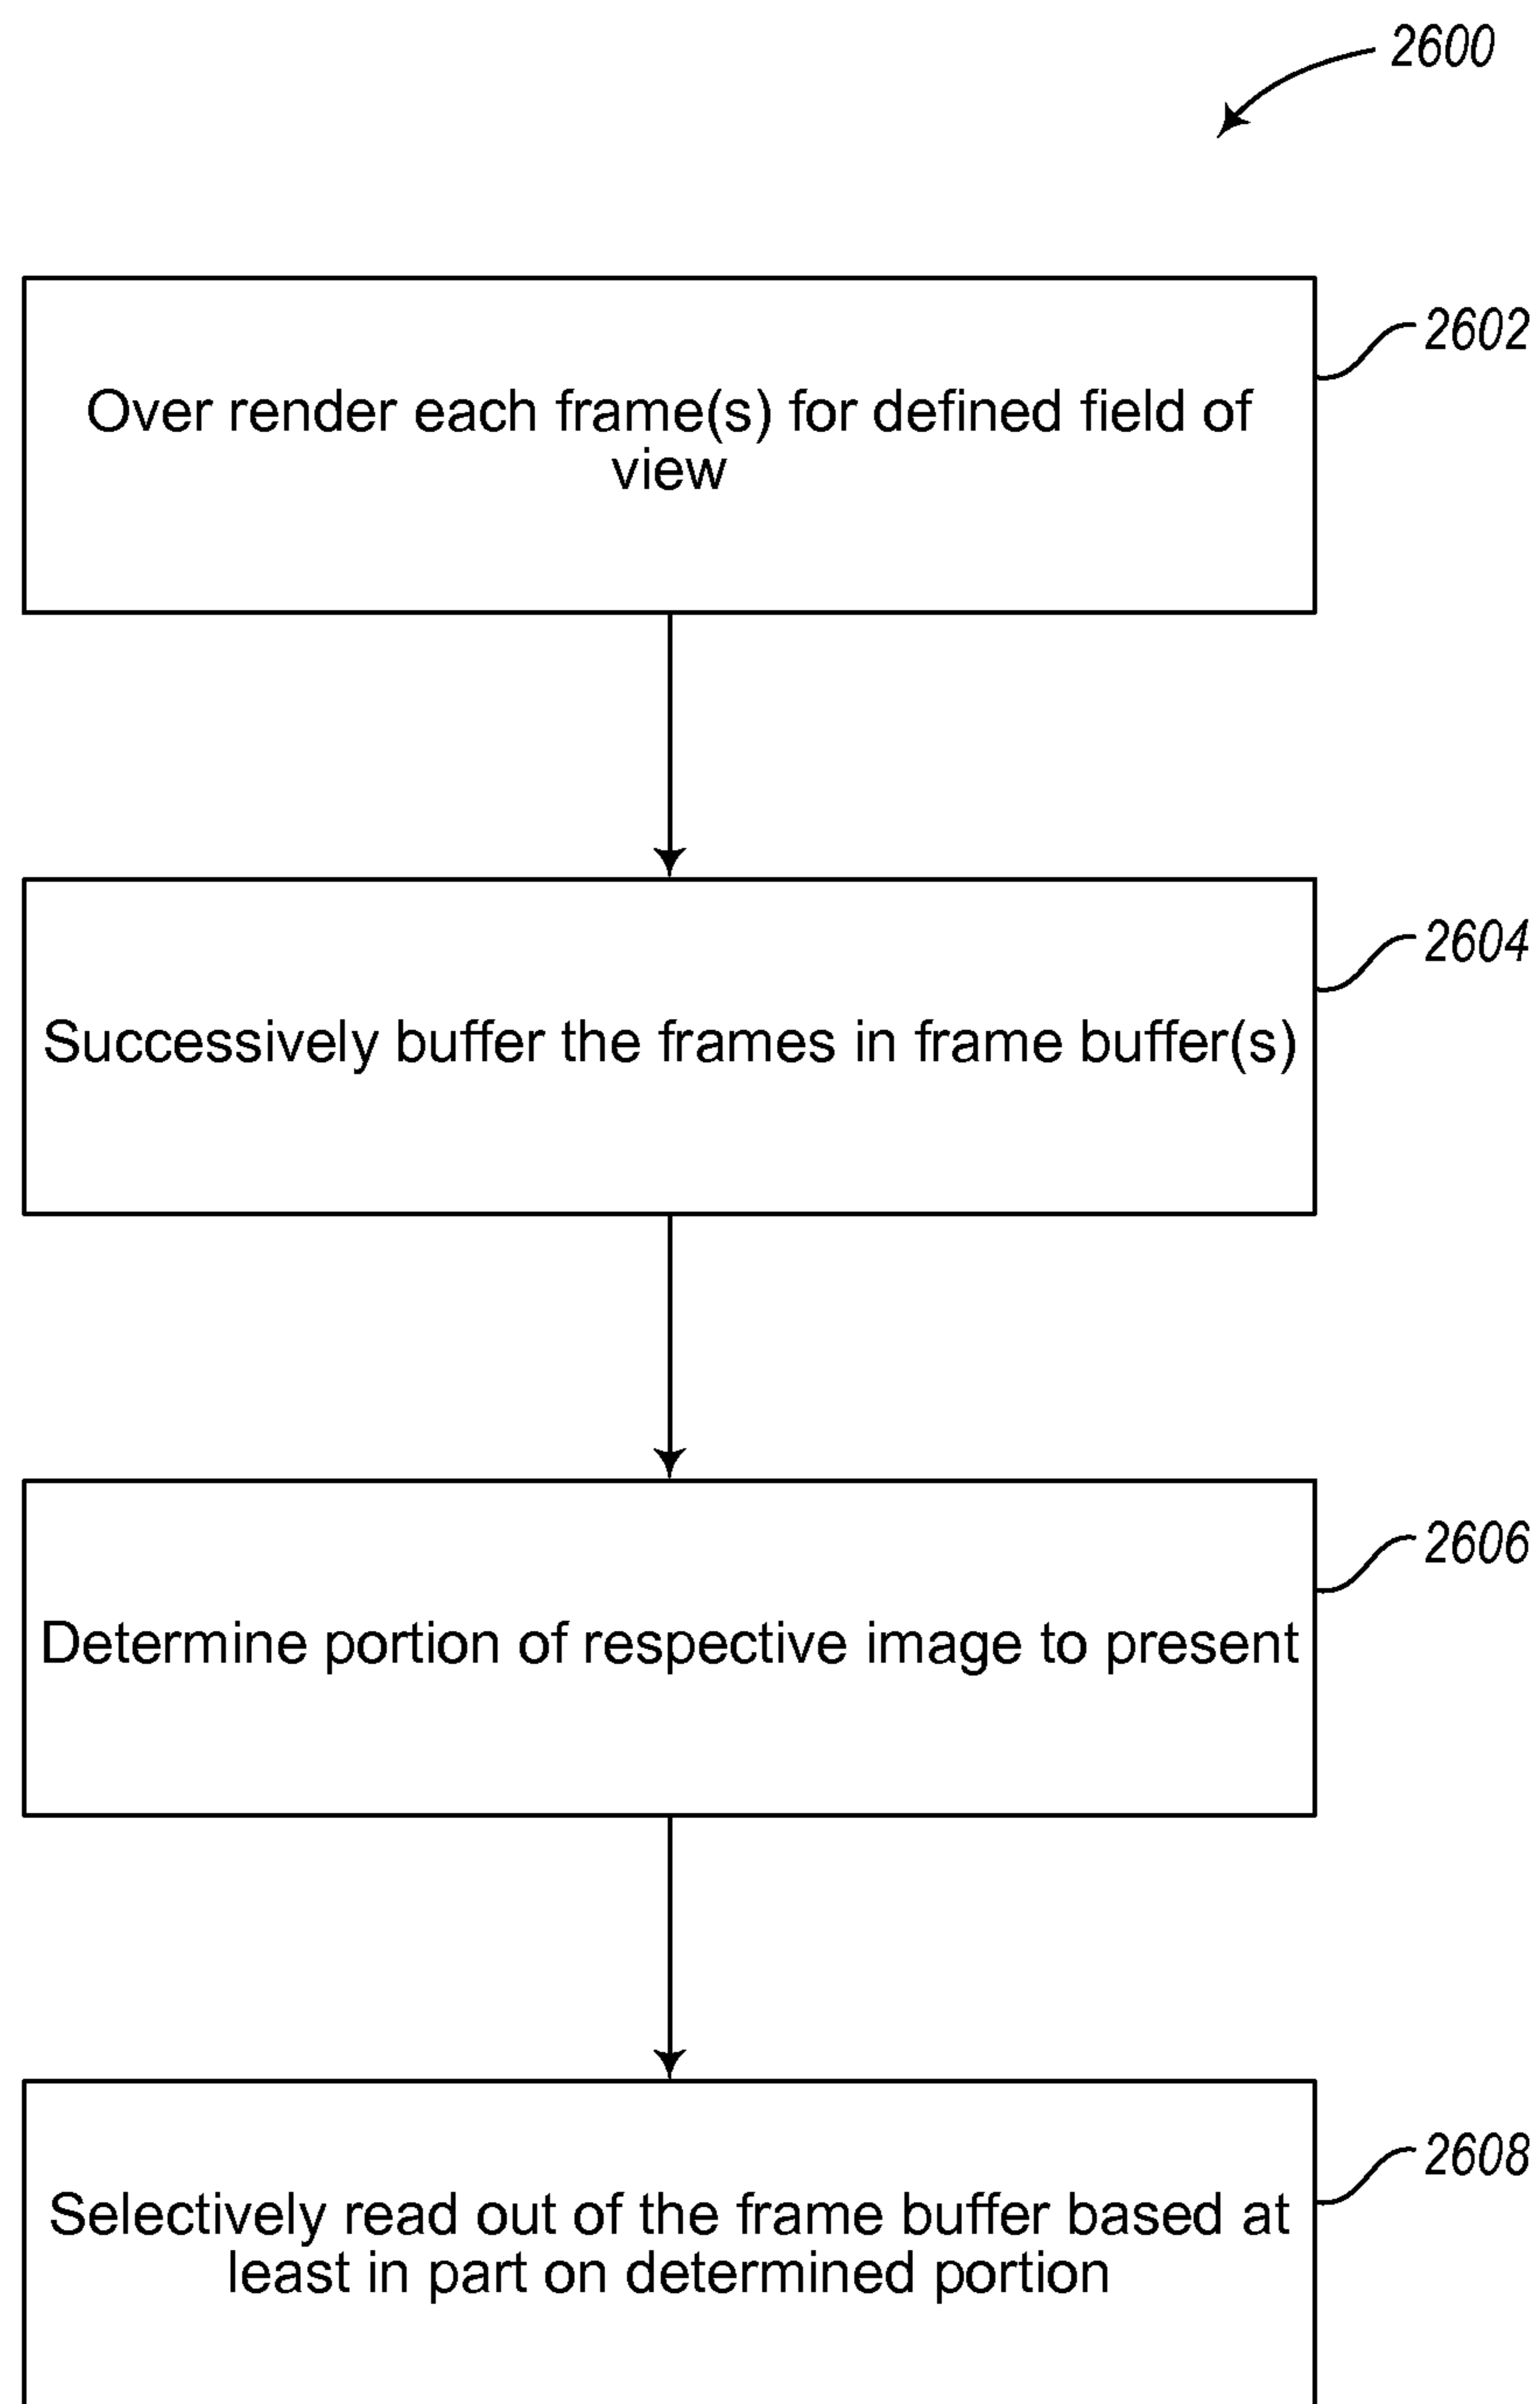 2600
2602
Over render each frame(s) for defined field of
view
2604
Successively buffer the frames in frame buffer(s)
2606
Determine portion of respective image to present
2608
Selectively read out of the frame buffer based at
least in part on determined portion